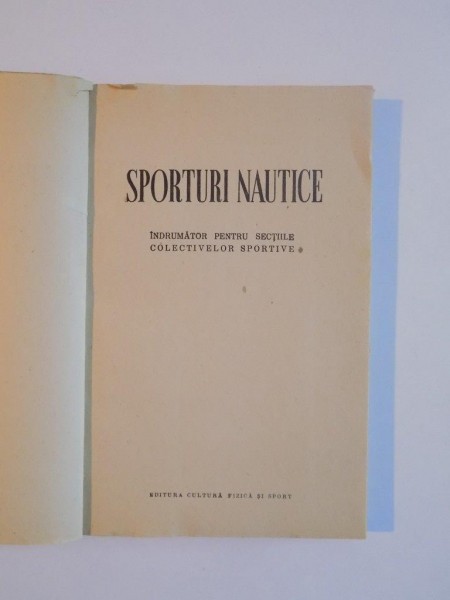 SPORTURI NAUTICE
ÎNDRUMĂTOR PENTRU SECȚIILE
COLECTIVELOR SPORTIVE
EDITURA CULTURĂ FIZICĂ ȘI SPORT